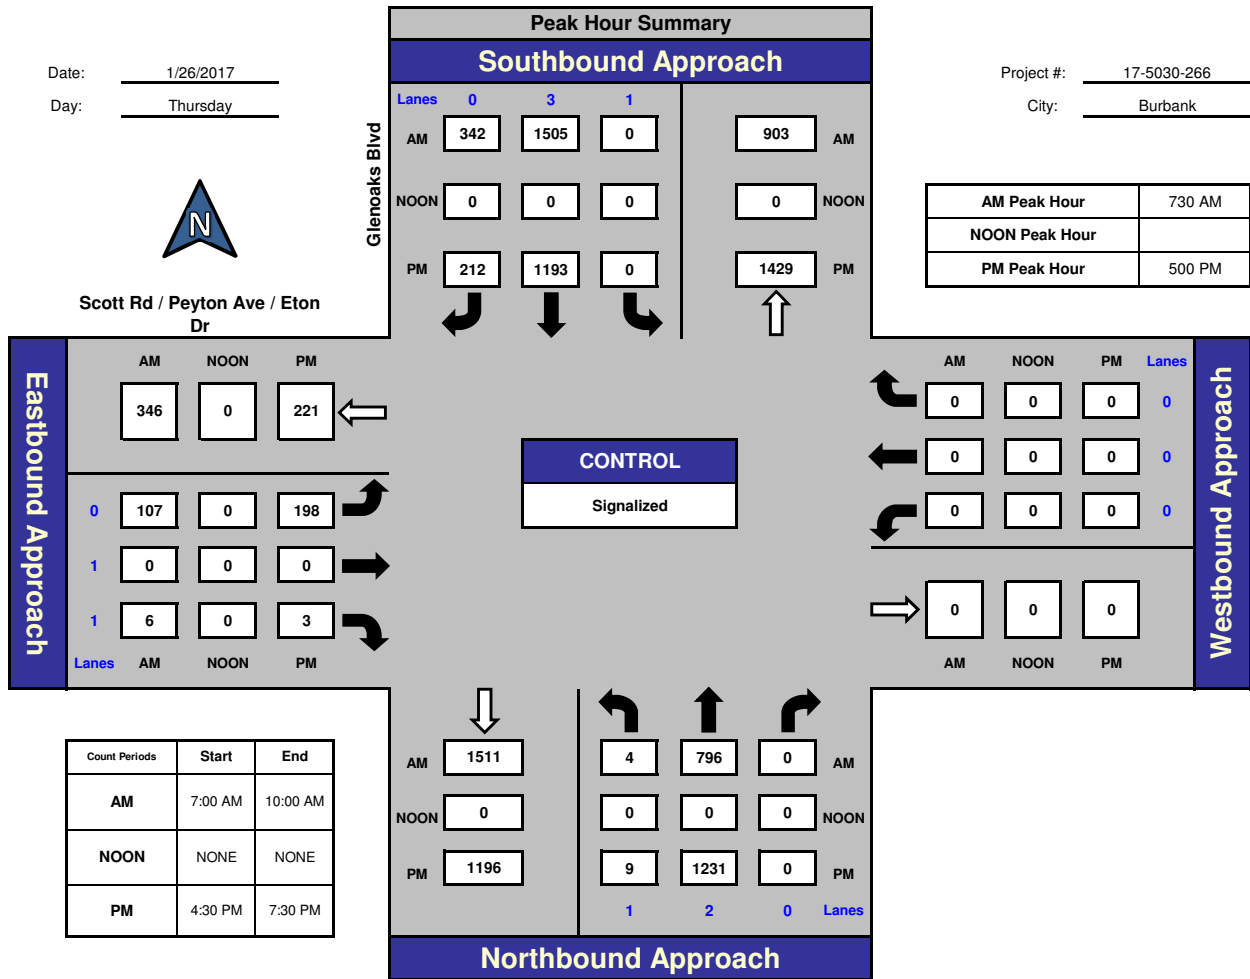 Peak Hour Summary
Southbound Approach
Date: 1/26/2017
Day: Thursday
Project #: 17-5030-266
City: Burbank
Glenoaks Blvd
Lanes 0 3 1
AM 342 1505 0 903 AM
NOON 0 0 0 0 NOON
PM 212 1193 0 1429 PM
N
AM Peak Hour 730 AM
NOON Peak Hour
PM Peak Hour 500 PM
Scott Rd / Peyton Ave / Eton
Dr
Eastbound Approach
AM NOON PM
346 0 221
0 107 0 198
1 0 0 0
1 6 0 3
Lanes AM NOON PM
CONTROL
Signalized
AM NOON PM Lanes
0 0 0 0
0 0 0 0
0 0 0 0
0 0 0
AM NOON PM
Westbound Approach
Count Periods Start End
AM 7:00 AM 10:00 AM
NOON NONE NONE
PM 4:30 PM 7:30 PM
AM 1511 4 796 0 AM
NOON 0 0 0 0 NOON
PM 1196 9 1231 0 PM
1 2 0 Lanes
Northbound Approach